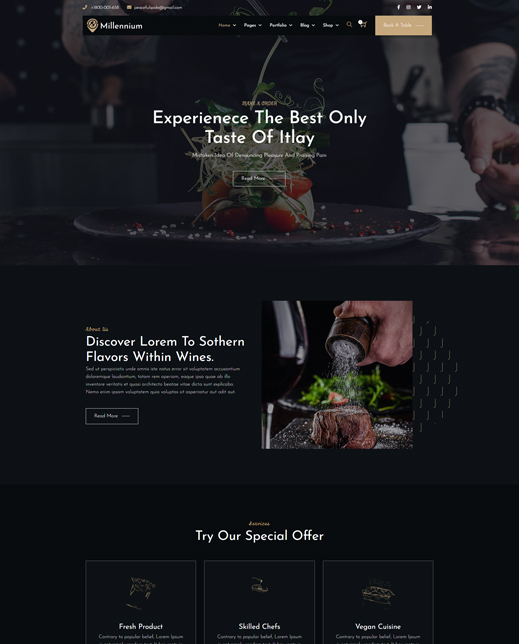 +1800-001-658 peacefulqode@gmail.com
Millennium
Home Pages Portfolio Blog Shop
Book A Table
MAKE A ORDER
Experienece The Best Only
Taste Of Itlay
Mistaken Idea Of Denouncing Pleasure And Praising Pain
Read More
About Us
Discover Lorem To Sothern
Flavors Within Wines.
Sed ut perspiciatis unde omnis iste natus error sit voluptatem accusantium
doloremque laudantium, totam rem aperiam, eaque ipsa quae ab illo
inventore veritatis et quasi architecto beatae vitae dicta sunt explicabo.
Nemo enim ipsam voluptatem quia voluptas sit aspernatur aut odit aut.
Read More
Services
Try Our Special Offer
Fresh Product
Contrary to popular belief, Lorem Ipsum
Skilled Chefs
Contrary to popular belief, Lorem Ipsum
Vegan Cuisine
Contrary to popular belief, Lorem Ipsum